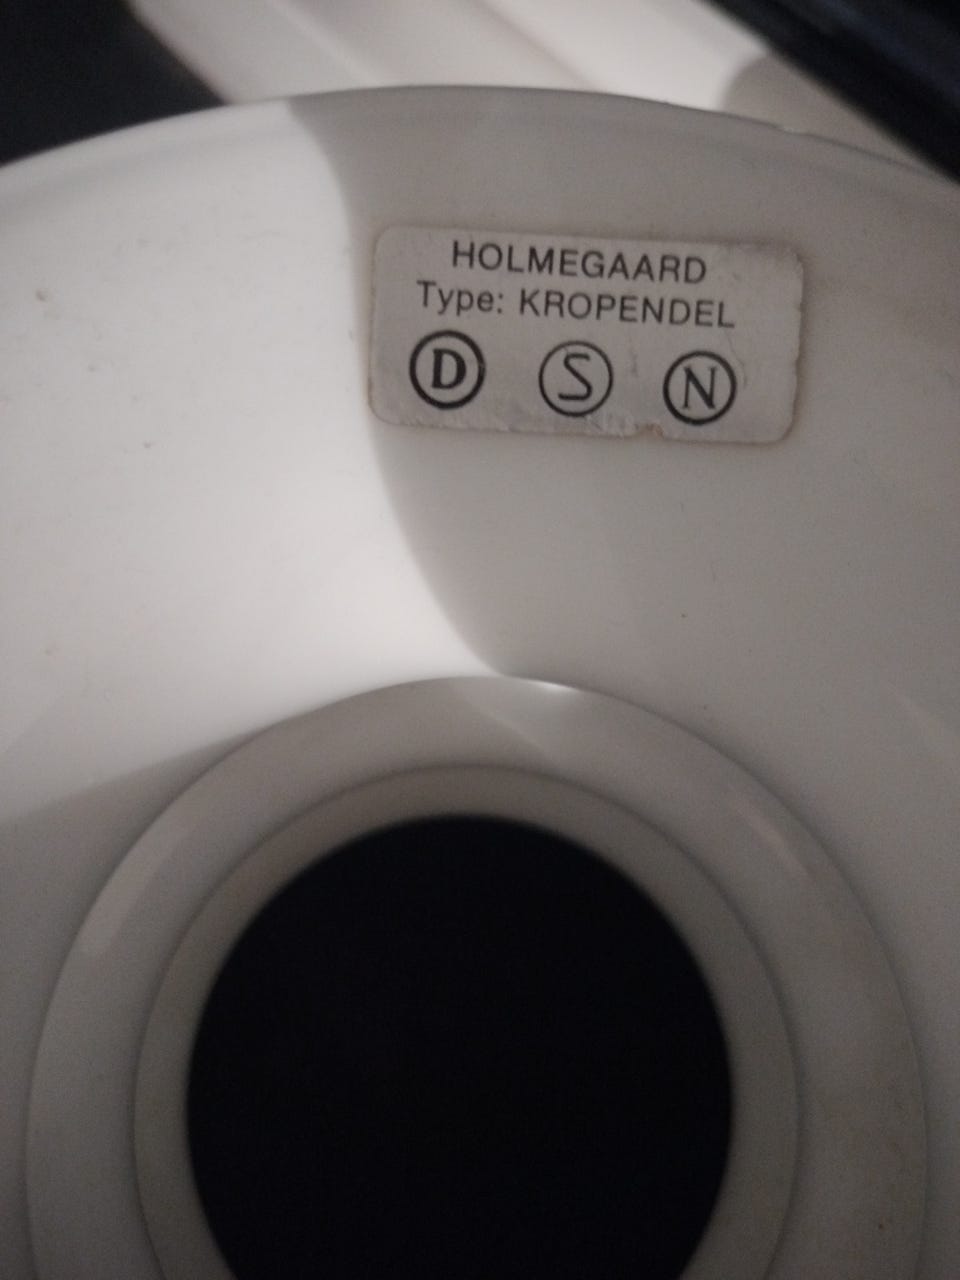 HOLMEGAARD
Type: KROPENDEL
D S N